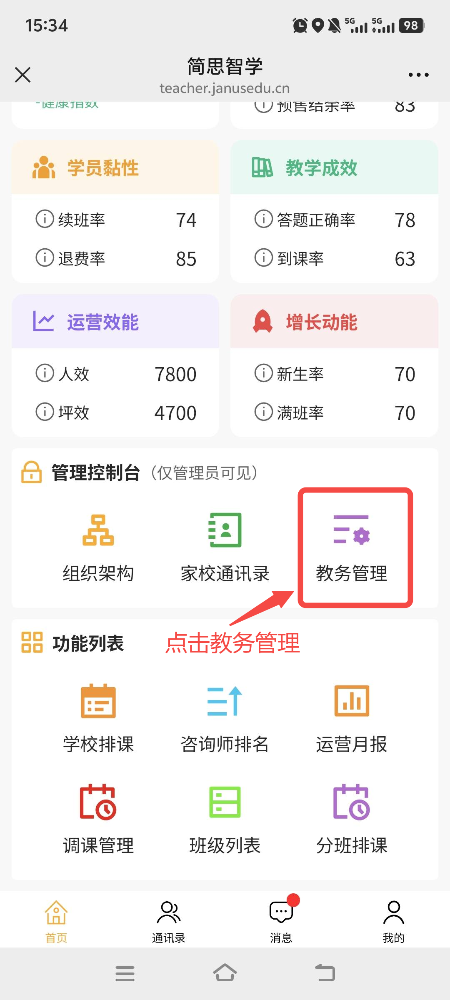 15:34
5G 5G 98
简思智学
teacher.janusedu.cn
-健康指数
预售结余率 83
学员黏性
教学成效
续班率 74
答题正确率 78
退费率 85
到课率 63
运营效能
增长动能
人效 7800
新生率 70
坪效 4700
满班率 70
管理控制台（仅管理员可见）
组织架构 家校通讯录 教务管理
功能列表
点击教务管理
学校排课 咨询师排名 运营月报
调课管理 班级列表 分班排课
首页 通讯录 消息 我的